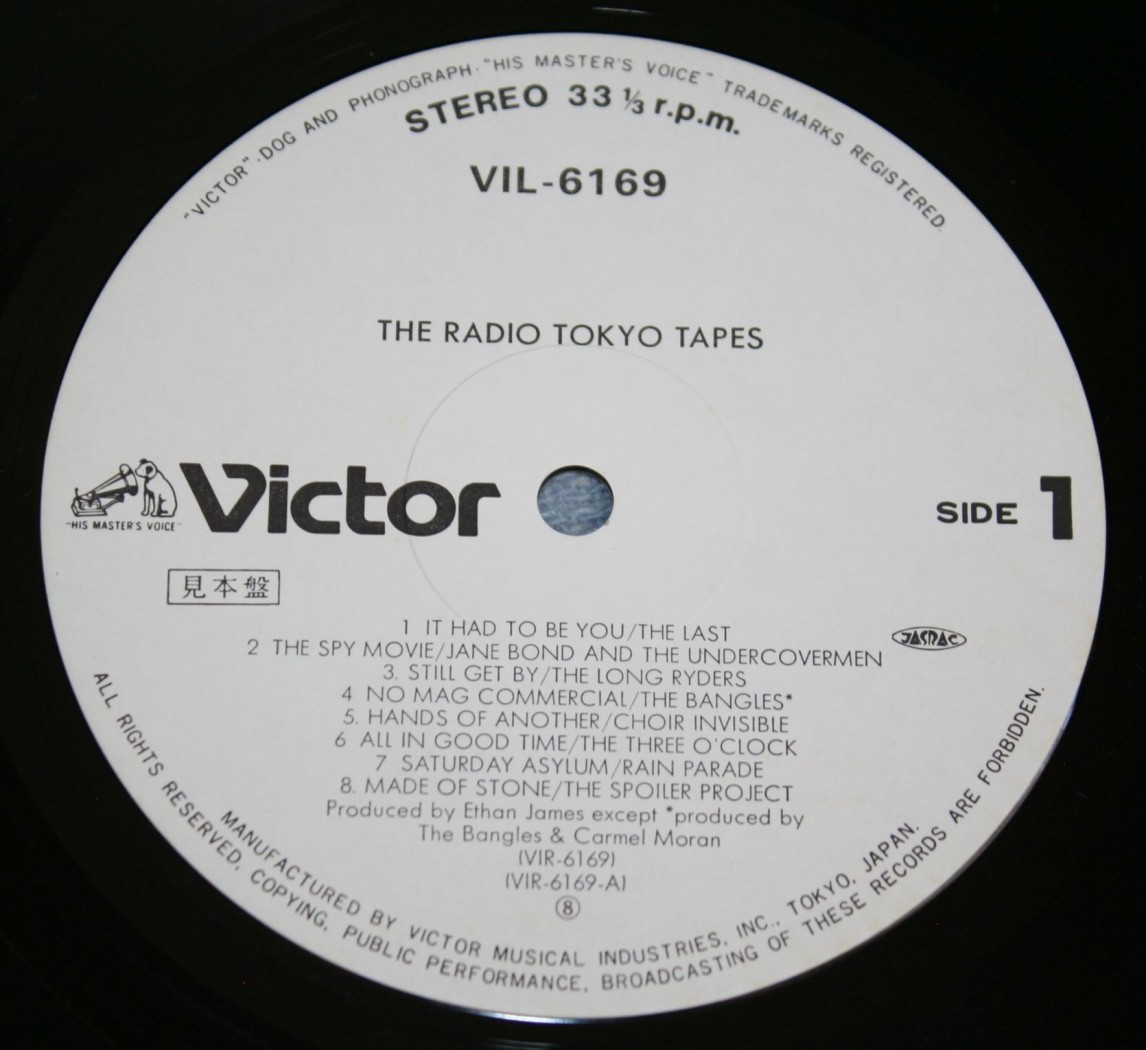 "VICTOR"·DOG AND PHONOGRAPH·"HIS MASTER'S VOICE" TRADEMARKS REGISTERED.
STEREO 33 ⅓ r.p.m.
VIL-6169
THE RADIO TOKYO TAPES
Victor
"HIS MASTER'S VOICE"
SIDE 1
見本盤
JASRAC
1 IT HAD TO BE YOU/THE LAST
2 THE SPY MOVIE/JANE BOND AND THE UNDERCOVERMEN
3. STILL GET BY/THE LONG RYDERS
4 NO MAG COMMERCIAL/THE BANGLES*
5. HANDS OF ANOTHER/CHOIR INVISIBLE
6 ALL IN GOOD TIME/THE THREE O'CLOCK
7 SATURDAY ASYLUM/RAIN PARADE
8. MADE OF STONE/THE SPOILER PROJECT
Produced by Ethan James except *produced by
The Bangles & Carmel Moran
(VIR-6169)
(VIR-6169-A)
⑧
MANUFACTURED BY VICTOR MUSICAL INDUSTRIES, INC., TOKYO, JAPAN.
ALL RIGHTS RESERVED, COPYING, PUBLIC PERFORMANCE, BROADCASTING OF THESE RECORDS ARE FORBIDDEN.